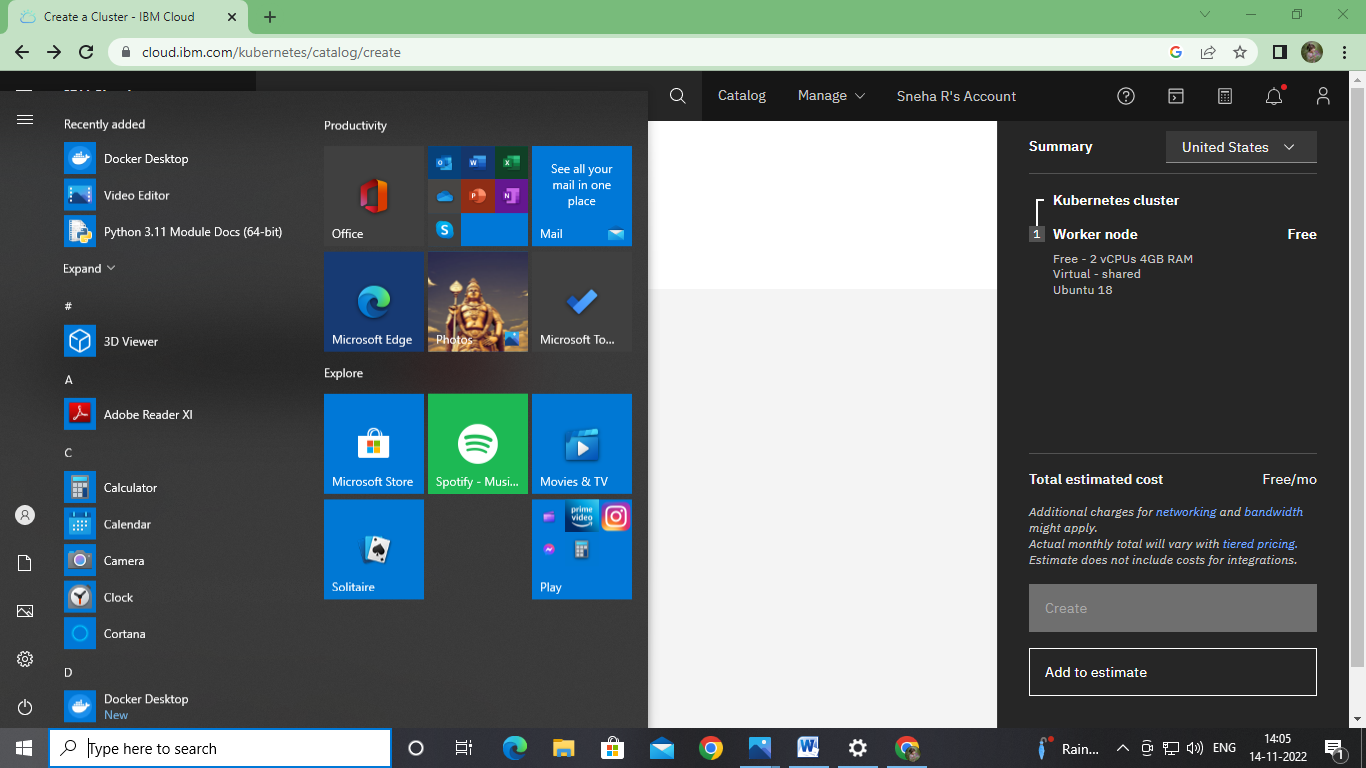 Create a Cluster - IBM Cloud
cloud.ibm.com/kubernetes/catalog/create
Catalog
Manage
Sneha R's Account
Recently added
Docker Desktop
Video Editor
Python 3.11 Module Docs (64-bit)
Expand
#
3D Viewer
A
Adobe Reader XI
C
Calculator
Calendar
Camera
Clock
Cortana
D
Docker Desktop
New
Productivity
Office
See all your
mail in one
place
Mail
Microsoft Edge
Photos
Microsoft To...
Explore
Microsoft Store
Spotify - Musi...
Movies & TV
Solitaire
prime
video
Play
Summary
United States
Kubernetes cluster
1 Worker node Free
Free - 2 vCPUs 4GB RAM
Virtual - shared
Ubuntu 18
Total estimated cost Free/mo
Additional charges for networking and bandwidth
might apply.
Actual monthly total will vary with tiered pricing.
Estimate does not include costs for integrations.
Create
Add to estimate
Type here to search
Rain...
ENG
14:05
14-11-2022
1